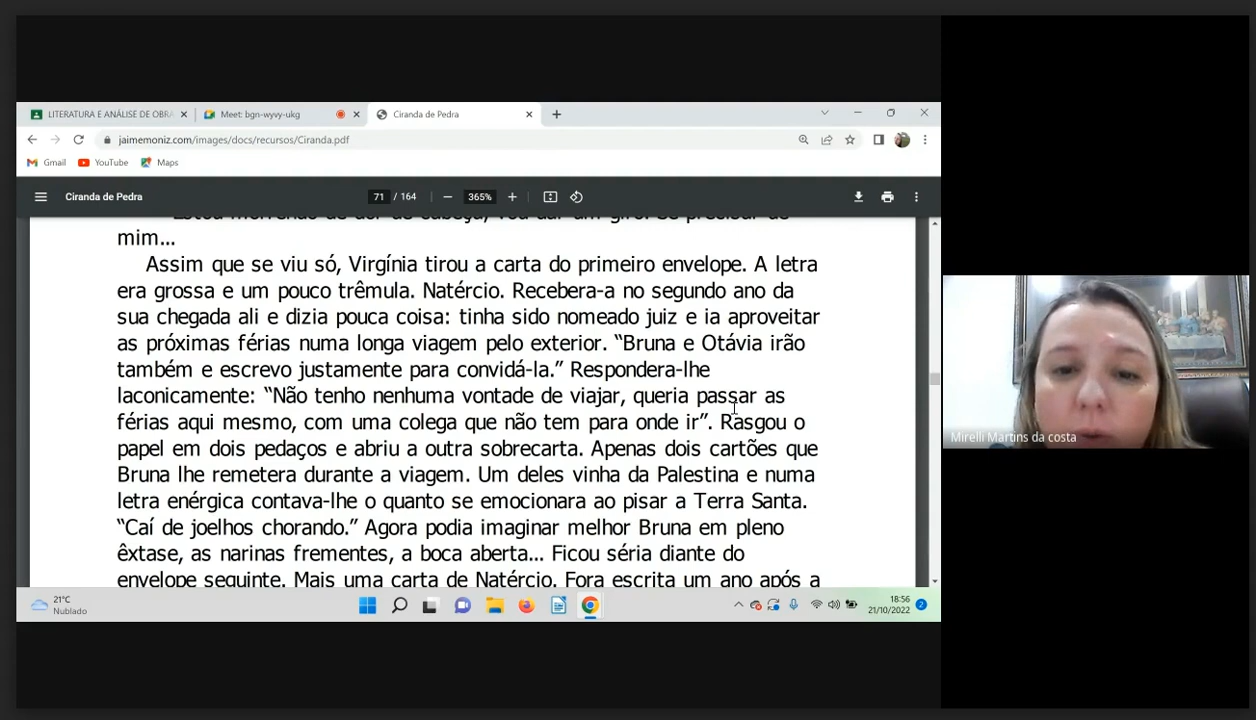 LITERATURA E ANÁLISE DE OBRA
Meet: bgn-wyvy-ukg
Ciranda de Pedra
jaimemoniz.com/images/docs/recursos/Ciranda.pdf
Gmail
YouTube
Maps
Ciranda de Pedra
71 / 164
365%
mim...
Assim que se viu só, Virgínia tirou a carta do primeiro envelope. A letra
era grossa e um pouco trêmula. Natércio. Recebera-a no segundo ano da
sua chegada ali e dizia pouca coisa: tinha sido nomeado juiz e ia aproveitar
as próximas férias numa longa viagem pelo exterior. “Bruna e Otávia irão
também e escrevo justamente para convidá-la.” Respondera-lhe
laconicamente: “Não tenho nenhuma vontade de viajar, queria passar as
férias aqui mesmo, com uma colega que não tem para onde ir”. Rasgou o
papel em dois pedaços e abriu a outra sobrecarta. Apenas dois cartões que
Bruna lhe remetera durante a viagem. Um deles vinha da Palestina e numa
letra enérgica contava-lhe o quanto se emocionara ao pisar a Terra Santa.
“Caí de joelhos chorando.” Agora podia imaginar melhor Bruna em pleno
êxtase, as narinas frementes, a boca aberta... Ficou séria diante do
envelope seguinte. Mais uma carta de Natércio. Fora escrita um ano após a
Mirelli Martins da costa
21°C
Nublado
18:56
21/10/2022
2